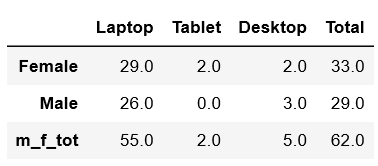 Laptop Tablet Desktop Total
Female 29.0 2.0 2.0 33.0
Male 26.0 0.0 3.0 29.0
m_f_tot 55.0 2.0 5.0 62.0